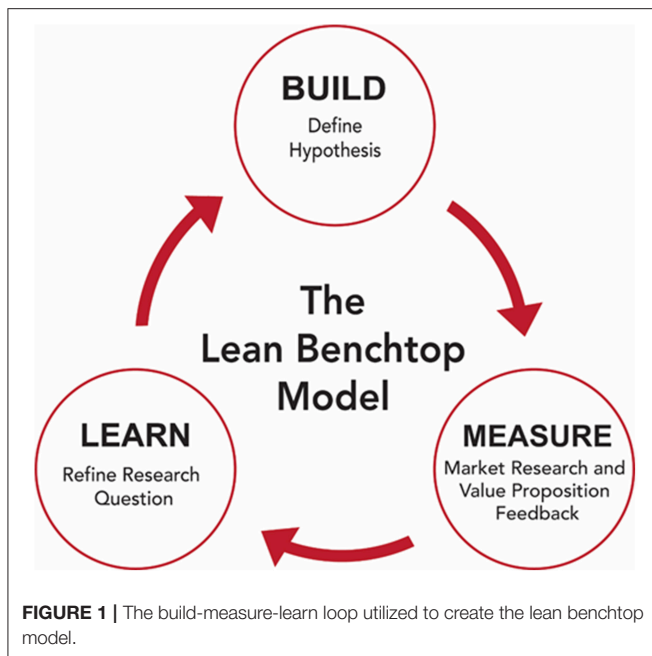 BUILD
Define
Hypothesis
The
Lean Benchtop
Model
LEARN
Refine Research
Question
MEASURE
Market Research and
Value Proposition
Feedback
FIGURE 1 | The build-measure-learn loop utilized to create the lean benchtop
model.